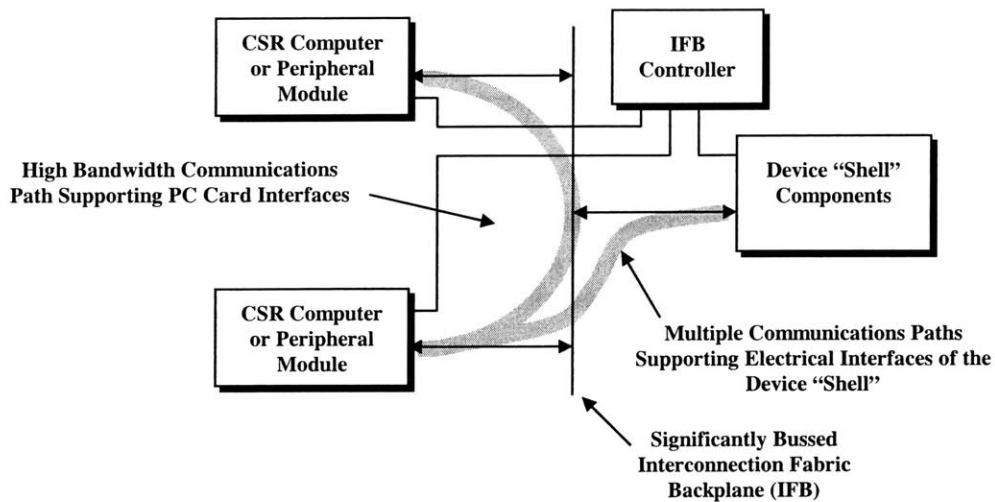 CSR Computer
or Peripheral
Module
IFB
Controller
High Bandwidth Communications
Path Supporting PC Card Interfaces
Device “Shell”
Components
CSR Computer
or Peripheral
Module
Multiple Communications Paths
Supporting Electrical Interfaces of the
Device “Shell”
Significantly Bussed
Interconnection Fabric
Backplane (IFB)